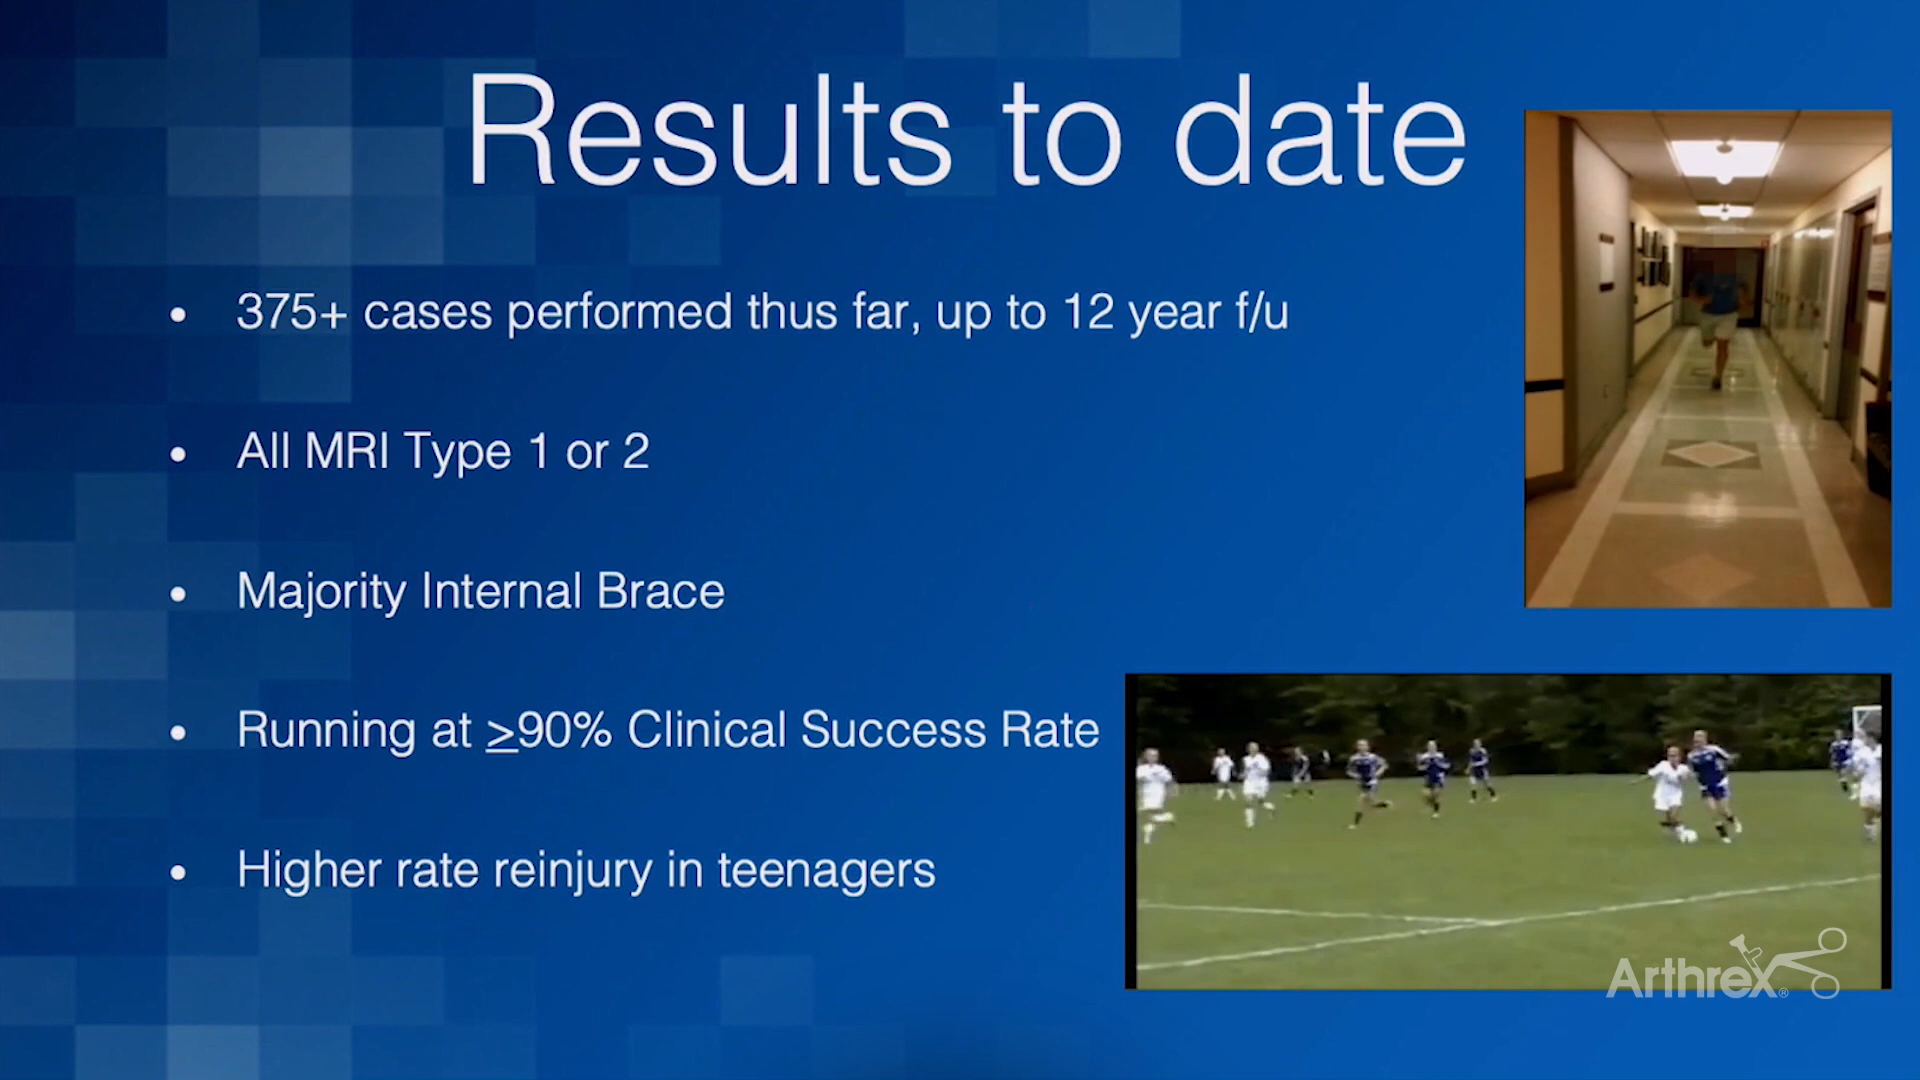 Results to date
• 375+ cases performed thus far, up to 12 year f/u
• All MRI Type 1 or 2
• Majority Internal Brace
• Running at ≥90% Clinical Success Rate
• Higher rate reinjury in teenagers
Arthrex®